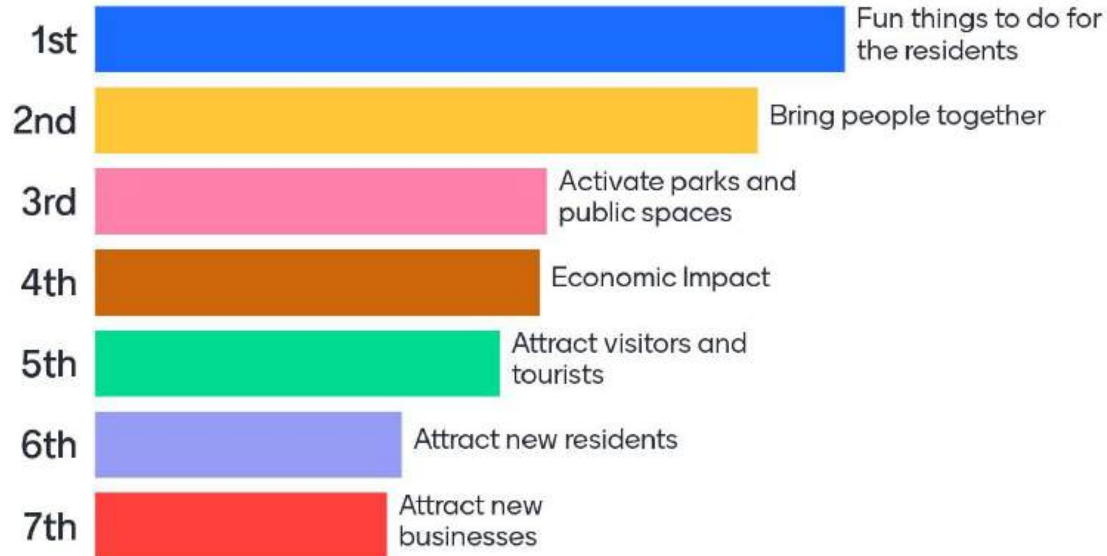 1st
Fun things to do for
the residents
2nd
Bring people together
3rd
Activate parks and
public spaces
4th
Economic Impact
5th
Attract visitors and
tourists
6th
Attract new residents
7th
Attract new
businesses